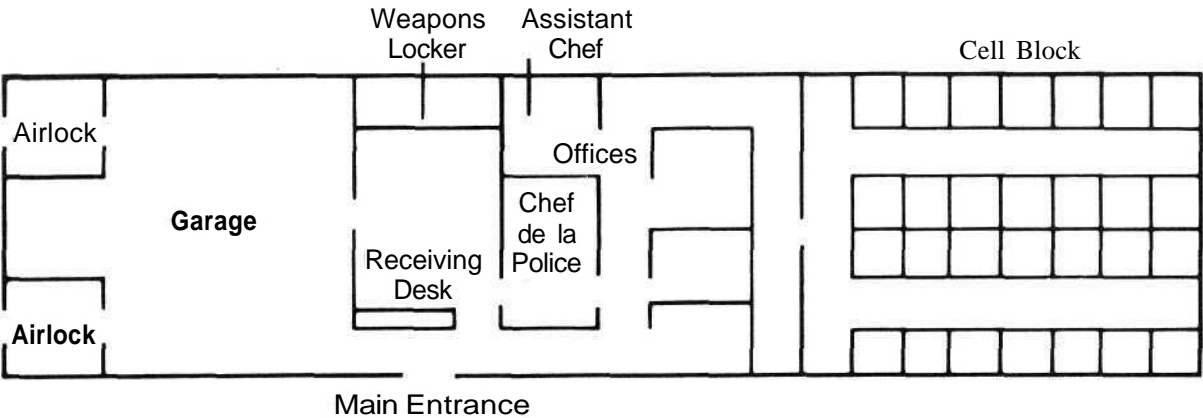 Weapons
Locker
Assistant
Chef
Cell Block
Airlock
Offices
Garage
Chef
de la
Police
Receiving
Desk
Airlock
Main Entrance